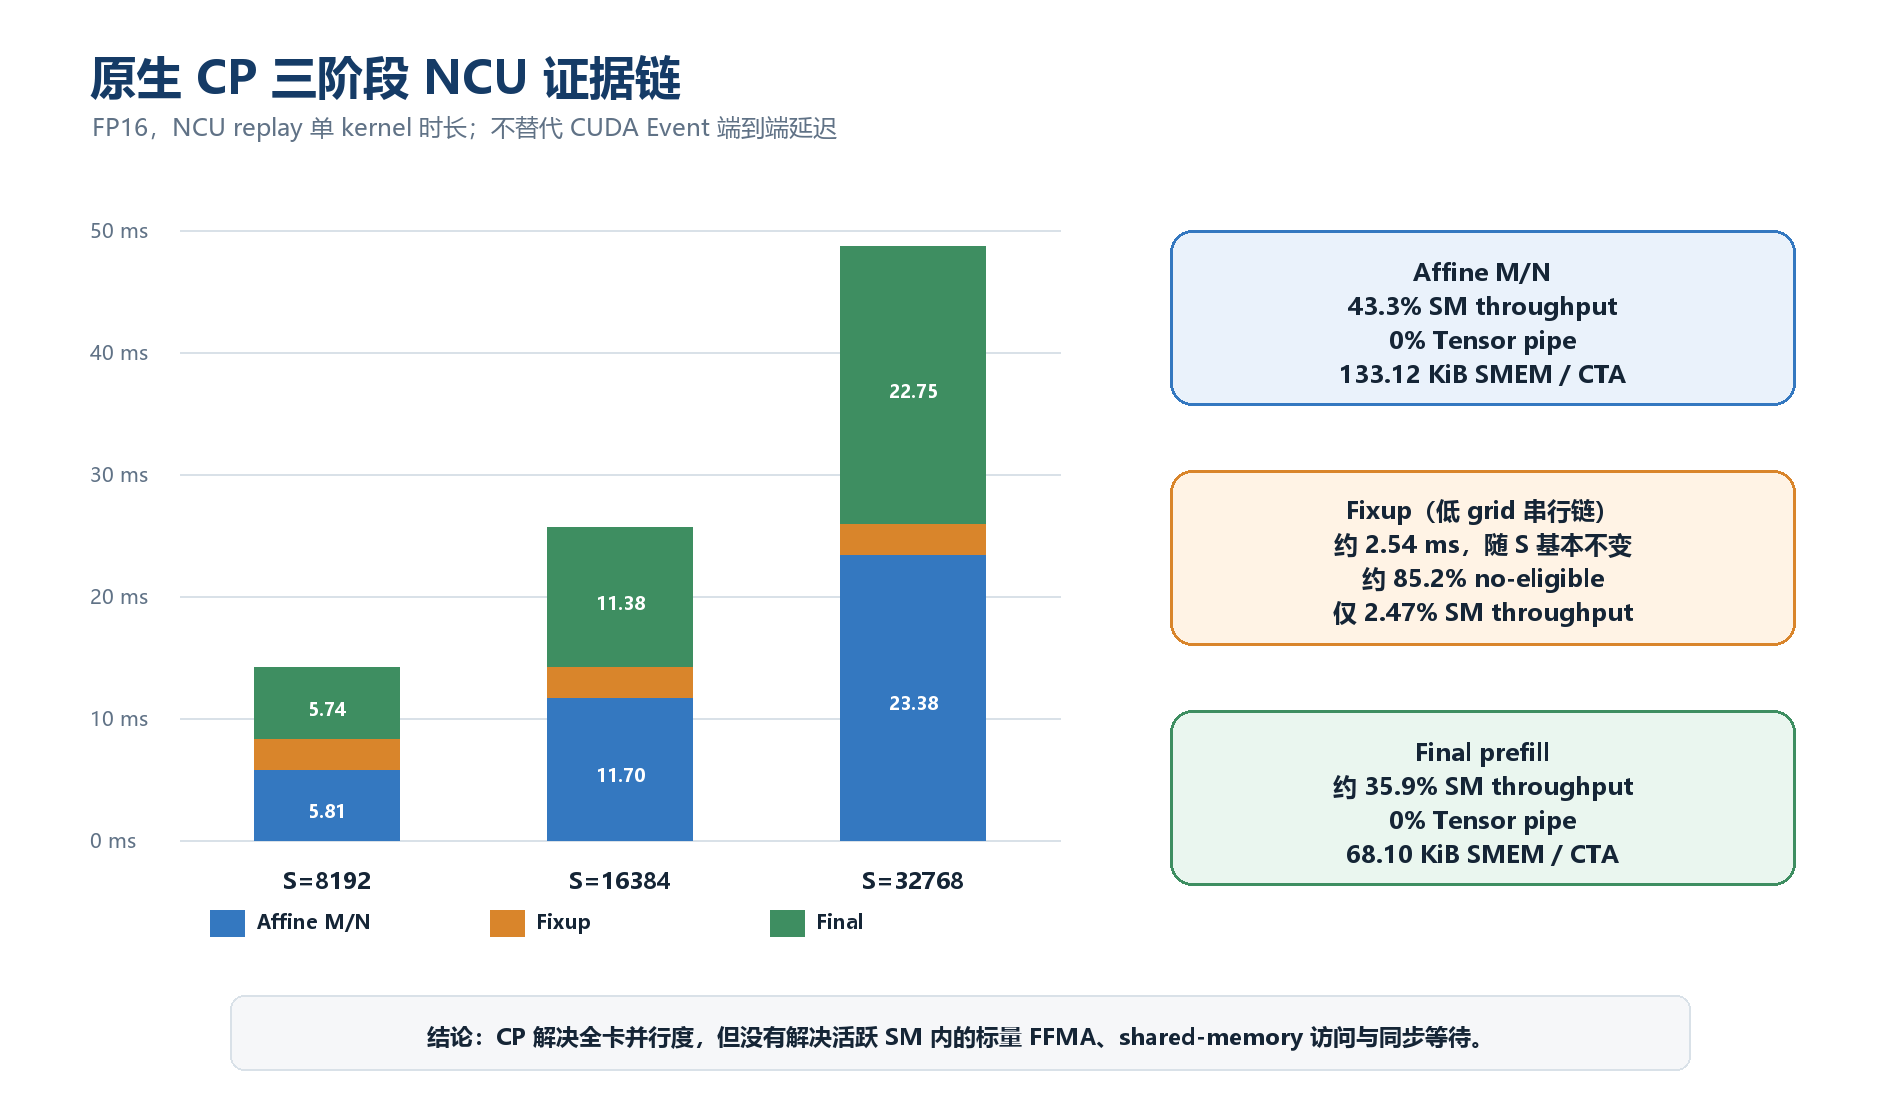 原生 CP 三阶段 NCU 证据链
FP16，NCU replay 单 kernel 时长；不替代 CUDA Event 端到端延迟
50 ms
40 ms
30 ms
20 ms
10 ms
0 ms
5.74
5.81
11.38
11.70
22.75
23.38
S=8192
S=16384
S=32768
Affine M/N
Fixup
Final
Affine M/N
43.3% SM throughput
0% Tensor pipe
133.12 KiB SMEM / CTA
Fixup（低 grid 串行链）
约 2.54 ms，随 S 基本不变
约 85.2% no-eligible
仅 2.47% SM throughput
Final prefill
约 35.9% SM throughput
0% Tensor pipe
68.10 KiB SMEM / CTA
结论：CP 解决全卡并行度，但没有解决活跃 SM 内的标量 FFMA、shared-memory 访问与同步等待。